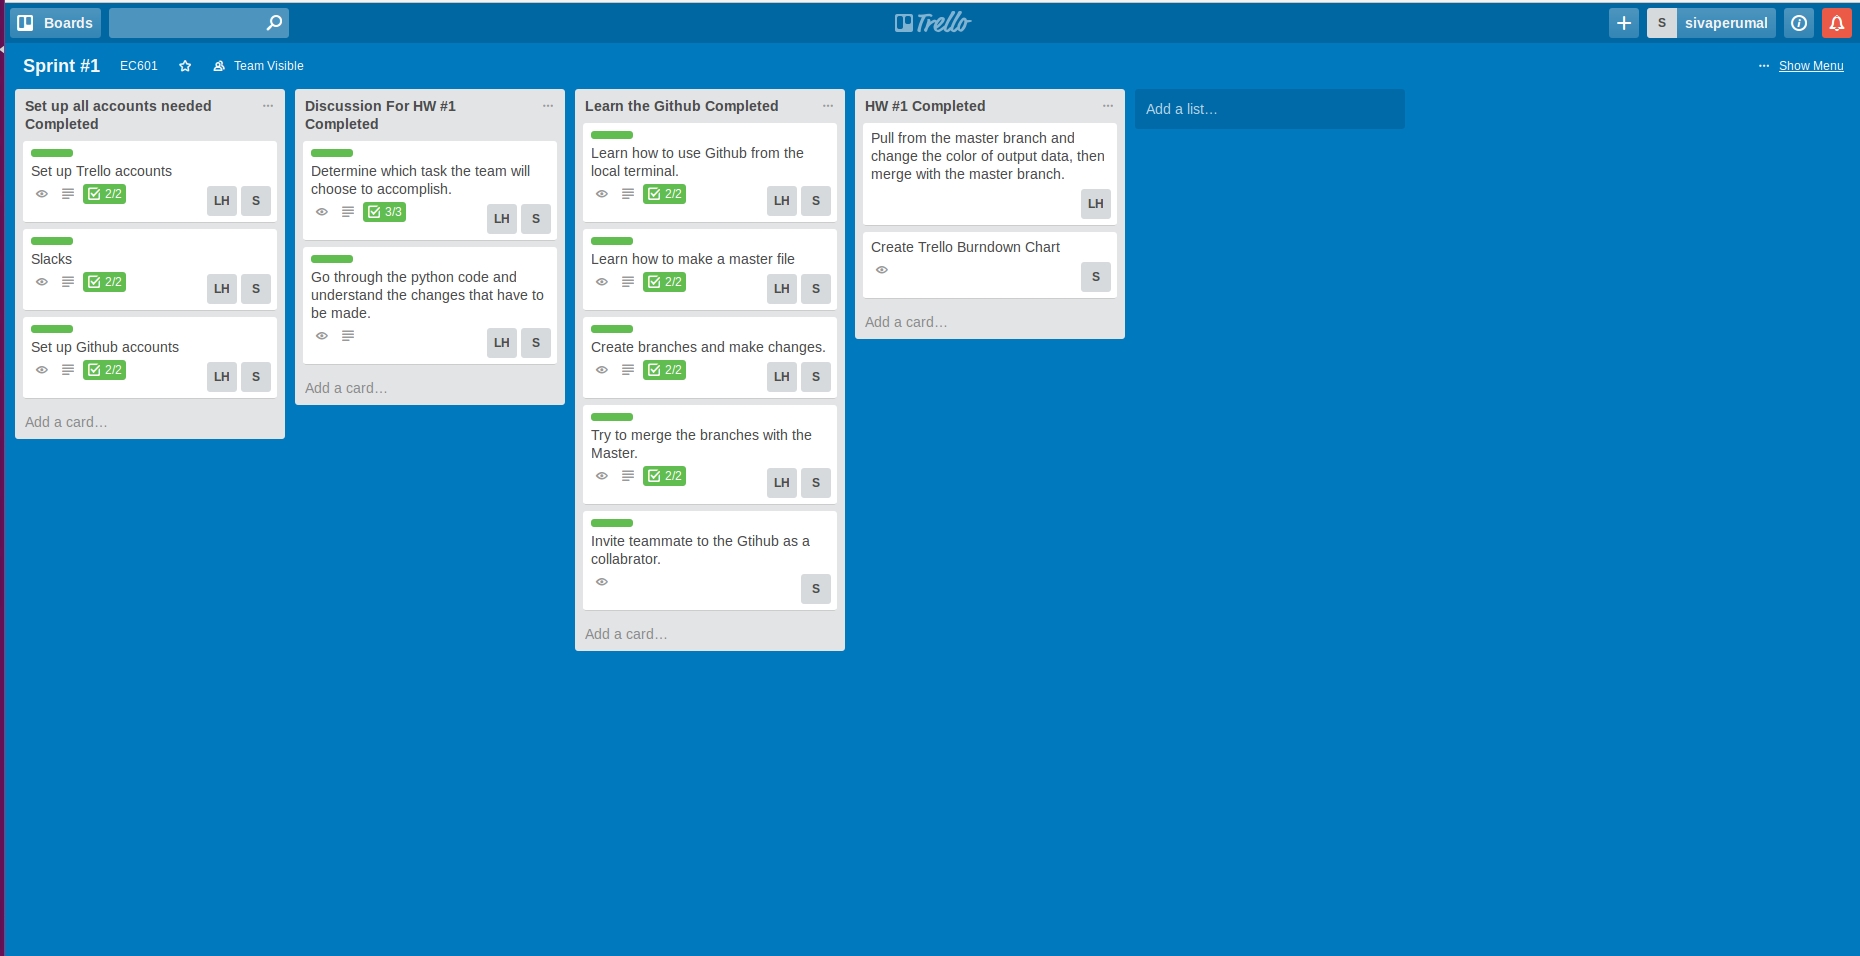 Boards
Trello
S
sivaperumal
Sprint #1
EC601
Team Visible
Show Menu
Set up all accounts needed
Completed
Set up Trello accounts
2/2
LH
S
Slacks
2/2
LH
S
Set up Github accounts
2/2
LH
S
Add a card…
Discussion For HW #1
Completed
Determine which task the team will
choose to accomplish.
3/3
LH
S
Go through the python code and
understand the changes that have to
be made.
LH
S
Add a card…
Learn the Github Completed
Learn how to use Github from the
local terminal.
2/2
LH
S
Learn how to make a master file
2/2
LH
S
Create branches and make changes.
2/2
LH
S
Try to merge the branches with the
Master.
2/2
LH
S
Invite teammate to the Gtihub as a
collabrator.
S
Add a card…
HW #1 Completed
Pull from the master branch and
change the color of output data, then
merge with the master branch.
LH
Create Trello Burndown Chart
S
Add a card…
Add a list…